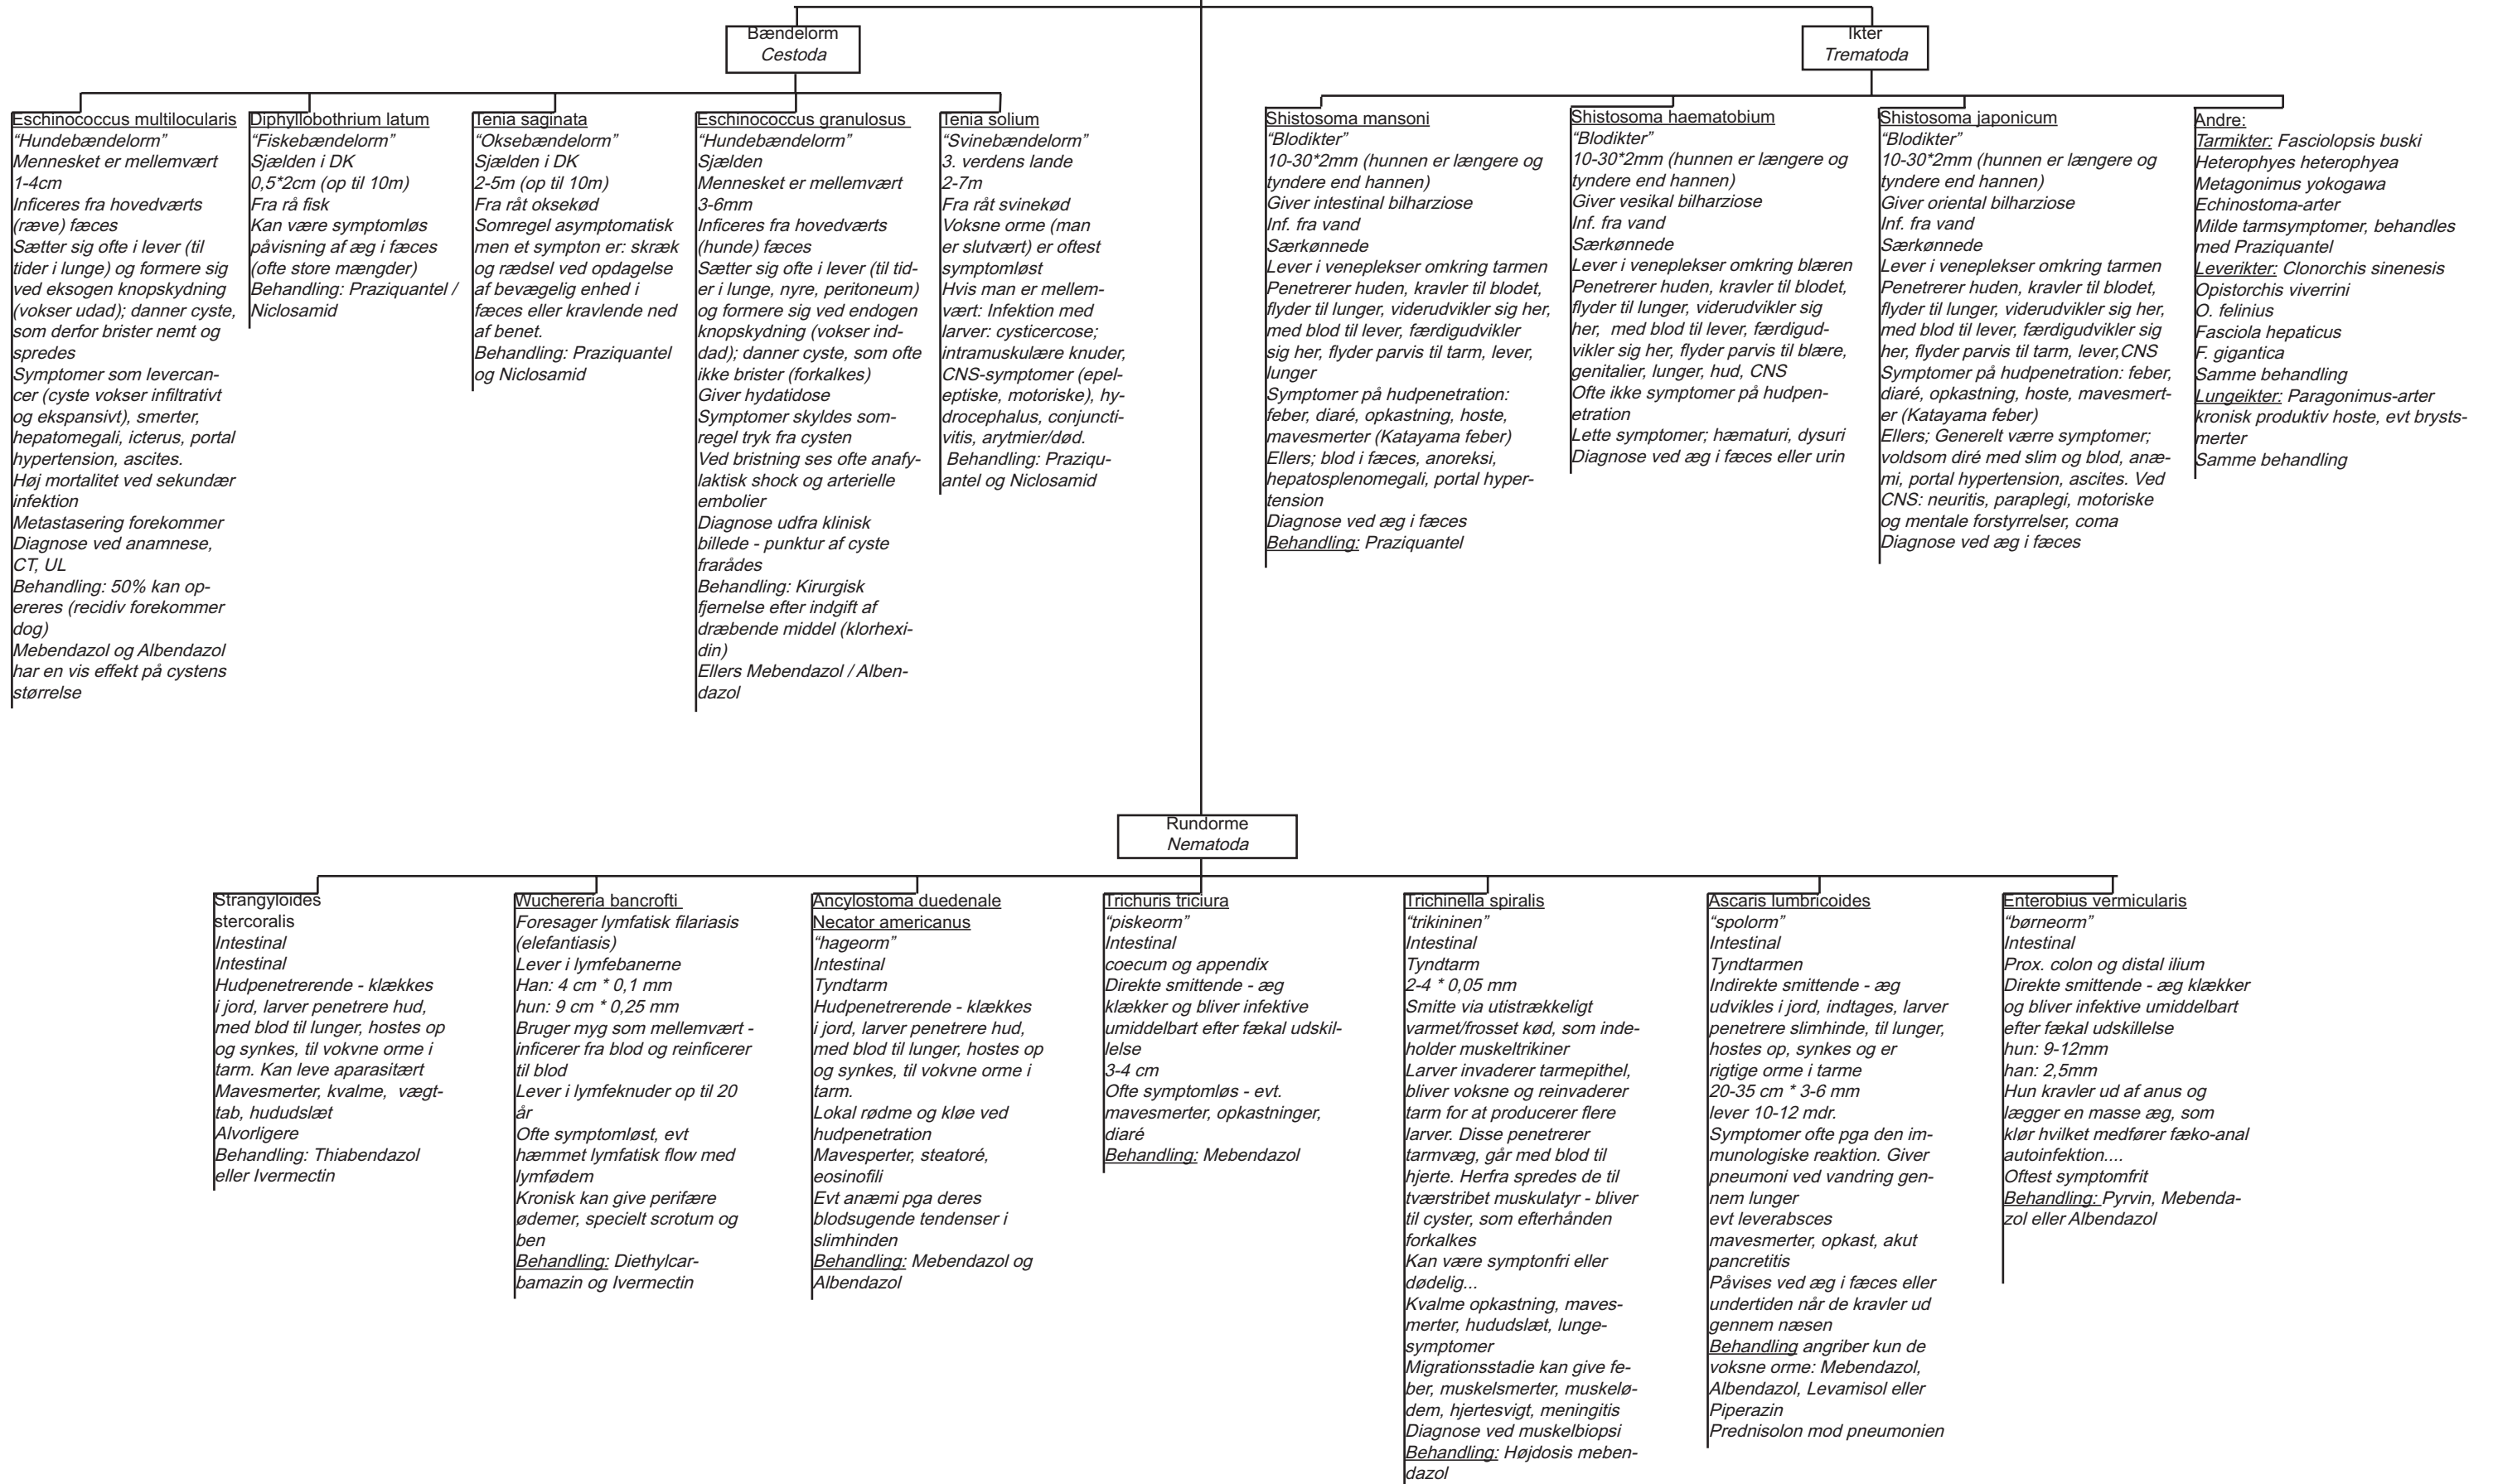 Bændelorm
Cestoda
Ikter
Trematoda
Eschinococcus multilocularis
“Hundebændelorm”
Mennesket er mellemvært
1-4cm
Inficeres fra hovedværts
(ræve) fæces
Sætter sig ofte i lever (til
tider i lunge) og formere sig
ved eksogen knopskydning
(vokser udad); danner cyste,
som derfor brister nemt og
spredes
Symptomer som levercan-
cer (cyste vokser infiltrativt
og ekspansivt), smerter,
hepatomegali, icterus, portal
hypertension, ascites.
Høj mortalitet ved sekundær
infektion
Metastasering forekommer
Diagnose ved anamnese,
CT, UL
Behandling: 50% kan op-
ereres (recidiv forekommer
dog)
Mebendazol og Albendazol
har en vis effekt på cystens
størrelse
Diphyllobothrium latum
“Fiskebændelorm”
Sjælden i DK
0,5*2cm (op til 10m)
Fra rå fisk
Kan være symptomløs
påvisning af æg i fæces
(ofte store mængder)
Behandling: Praziquantel /
Niclosamid
Tenia saginata
“Oksebændelorm”
Sjælden i DK
2-5m (op til 10m)
Fra råt oksekød
Somregel asymptomatisk
men et sympton er: skræk
og rædsel ved opdagelse
af bevægelig enhed i
fæces eller kravlende ned
af benet.
Behandling: Praziquantel
og Niclosamid
Eschinococcus granulosus
“Hundebændelorm”
Sjælden
Mennesket er mellemvært
3-6mm
Inficeres fra hovedværts
(hunde) fæces
Sætter sig ofte i lever (til tid-
er i lunge, nyre, peritoneum)
og formere sig ved endogen
knopskydning (vokser ind-
dad); danner cyste, som ofte
ikke brister (forkalkes)
Giver hydatidose
Symptomer skyldes som-
regel tryk fra cysten
Ved bristning ses ofte anafy-
laktisk shock og arterielle
embolier
Diagnose udfra klinisk
billede - punktur af cyste
frarådes
Behandling: Kirurgisk
fjernelse efter indgift af
dræbende middel (klorhexi-
din)
Ellers Mebendazol / Alben-
dazol
Tenia solium
“Svinebændelorm”
3. verdens lande
2-7m
Fra råt svinekød
Voksne orme (man
er slutvært) er oftest
symptomløst
Hvis man er mellem-
vært: Infektion med
larver: cysticercose;
intramuskulære knuder,
CNS-symptomer (epel-
eptiske, motoriske), hy-
drocephalus, conjuncti-
vitis, arytmier/død.
Behandling: Praziqu-
antel og Niclosamid
Shistosoma mansoni
“Blodikter”
10-30*2mm (hunnen er længere og
tyndere end hannen)
Giver intestinal bilharziose
Inf. fra vand
Særkønnede
Lever i veneplekser omkring tarmen
Penetrerer huden, kravler til blodet,
flyder til lunger, viderudvikler sig her,
med blod til lever, færdigudvikler
sig her, flyder parvis til tarm, lever,
lunger
Symptomer på hudpenetration:
feber, diaré, opkastning, hoste,
mavesmerter (Katayama feber)
Ellers; blod i fæces, anoreksi,
hepatosplenomegali, portal hyper-
tension
Diagnose ved æg i fæces
Behandling: Praziquantel
Shistosoma haematobium
“Blodikter”
10-30*2mm (hunnen er længere og
tyndere end hannen)
Giver vesikal bilharziose
Inf. fra vand
Særkønnede
Lever i veneplekser omkring blæren
Penetrerer huden, kravler til blodet,
flyder til lunger, viderudvikler sig
her, med blod til lever, færdigud-
vikler sig her, flyder parvis til blære,
genitalier, lunger, hud, CNS
Ofte ikke symptomer på hudpen-
etration
Lette symptomer; hæmaturi, dysuri
Diagnose ved æg i fæces eller urin
Shistosoma japonicum
“Blodikter”
10-30*2mm (hunnen er længere og
tyndere end hannen)
Giver oriental bilharziose
Inf. fra vand
Særkønnede
Lever i veneplekser omkring tarmen
Penetrerer huden, kravler til blodet,
flyder til lunger, viderudvikler sig her,
med blod til lever, færdigudvikler sig
her, flyder parvis til tarm, lever,CNS
Symptomer på hudpenetration: feber,
diaré, opkastning, hoste, mavesmert-
er (Katayama feber)
Ellers; Generelt værre symptomer;
voldsom diré med slim og blod, anæ-
mi, portal hypertension, ascites. Ved
CNS: neuritis, paraplegi, motoriske
og mentale forstyrrelser, coma
Diagnose ved æg i fæces
Andre:
Tarmikter: Fasciolopsis buski
Heterophyes heterophyea
Metagonimus yokogawa
Echinostoma-arter
Milde tarmsymptomer, behandles
med Praziquantel
Leverikter: Clonorchis sinenesis
Opistorchis viverrini
O. felinius
Fasciola hepaticus
F. gigantica
Samme behandling
Lungeikter: Paragonimus-arter
kronisk produktiv hoste, evt bryst-
smerter
Samme behandling
Rundorme
Nematoda
Strangyloides
stercoralis
Intestinal
Intestinal
Hudpenetrerende - klækkes
i jord, larver penetrere hud,
med blod til lunger, hostes op
og synkes, til vokvne orme i
tarm. Kan leve aparasitært
Mavesmerter, kvalme, vægt-
tab, hududslæt
Alvorligere
Behandling: Thiabendazol
eller Ivermectin
Wuchereria bancrofti
Foresager lymfatisk filariasis
(elefantiasis)
Lever i lymfebanerne
Han: 4 cm * 0,1 mm
hun: 9 cm * 0,25 mm
Bruger myg som mellemvært -
inficerer fra blod og reinficerer
til blod
Lever i lymfeknuder op til 20
år
Ofte symptomløst, evt
hæmmet lymfatisk flow med
lymfødem
Kronisk kan give perifære
ødemer, specielt scrotum og
ben
Behandling: Diethylcar-
bamazin og Ivermectin
Ancylostoma duedenale
Necator americanus
“hageorm”
Intestinal
Tyndtarm
Hudpenetrerende - klækkes
i jord, larver penetrere hud,
med blod til lunger, hostes op
og synkes, til vokvne orme i
tarm.
Lokal rødme og kløe ved
hudpenetration
Mavesperter, steatoré,
eosinofili
Evt anæmi pga deres
blodsugende tendenser i
slimhinden
Behandling: Mebendazol og
Albendazol
Trichuris triciura
“piskeorm”
Intestinal
coecum og appendix
Direkte smittende - æg
klækker og bliver infektive
umiddelbart efter fækal udskil-
lelse
3-4 cm
Ofte symptomløs - evt.
mavesmerter, opkastninger,
diaré
Behandling: Mebendazol
Trichinella spiralis
“trikininen”
Intestinal
Tyndtarm
2-4 * 0,05 mm
Smitte via utistrækkeligt
varmet/frosset kød, som inde-
holder muskeltrikiner
Larver invaderer tarmepithel,
bliver voksne og reinvaderer
tarm for at producerer flere
larver. Disse penetrerer
tarmvæg, går med blod til
hjerte. Herfra spredes de til
tværstribet muskulatyr - bliver
til cyster, som efterhånden
forkalkes
Kan være symptonfri eller
dødelig...
Kvalme opkastning, maves-
merter, hududslæt, lunge-
symptomer
Migrationsstadie kan give fe-
ber, muskelsmerter, muskelø-
dem, hjertesvigt, meningitis
Diagnose ved muskelbiopsi
Behandling: Højdosis meben-
dazol
Ascaris lumbricoides
“spolorm”
Intestinal
Tyndtarmen
Indirekte smittende - æg
udvikles i jord, indtages, larver
penetrere slimhinde, til lunger,
hostes op, synkes og er
rigtige orme i tarme
20-35 cm * 3-6 mm
lever 10-12 mdr.
Symptomer ofte pga den im-
munologiske reaktion. Giver
pneumoni ved vandring gen-
nem lunger
evt leverabsces
mavesmerter, opkast, akut
pancretitis
Påvises ved æg i fæces eller
undertiden når de kravler ud
gennem næsen
Behandling angriber kun de
voksne orme: Mebendazol,
Albendazol, Levamisol eller
Piperazin
Prednisolon mod pneumonien
Enterobius vermicularis
“børneorm”
Intestinal
Prox. colon og distal ilium
Direkte smittende - æg klækker
og bliver infektive umiddelbart
efter fækal udskillelse
hun: 9-12mm
han: 2,5mm
Hun kravler ud af anus og
lægger en masse æg, som
klør hvilket medfører fæko-anal
autoinfektion....
Oftest symptomfrit
Behandling: Pyrvin, Mebenda-
zol eller Albendazol